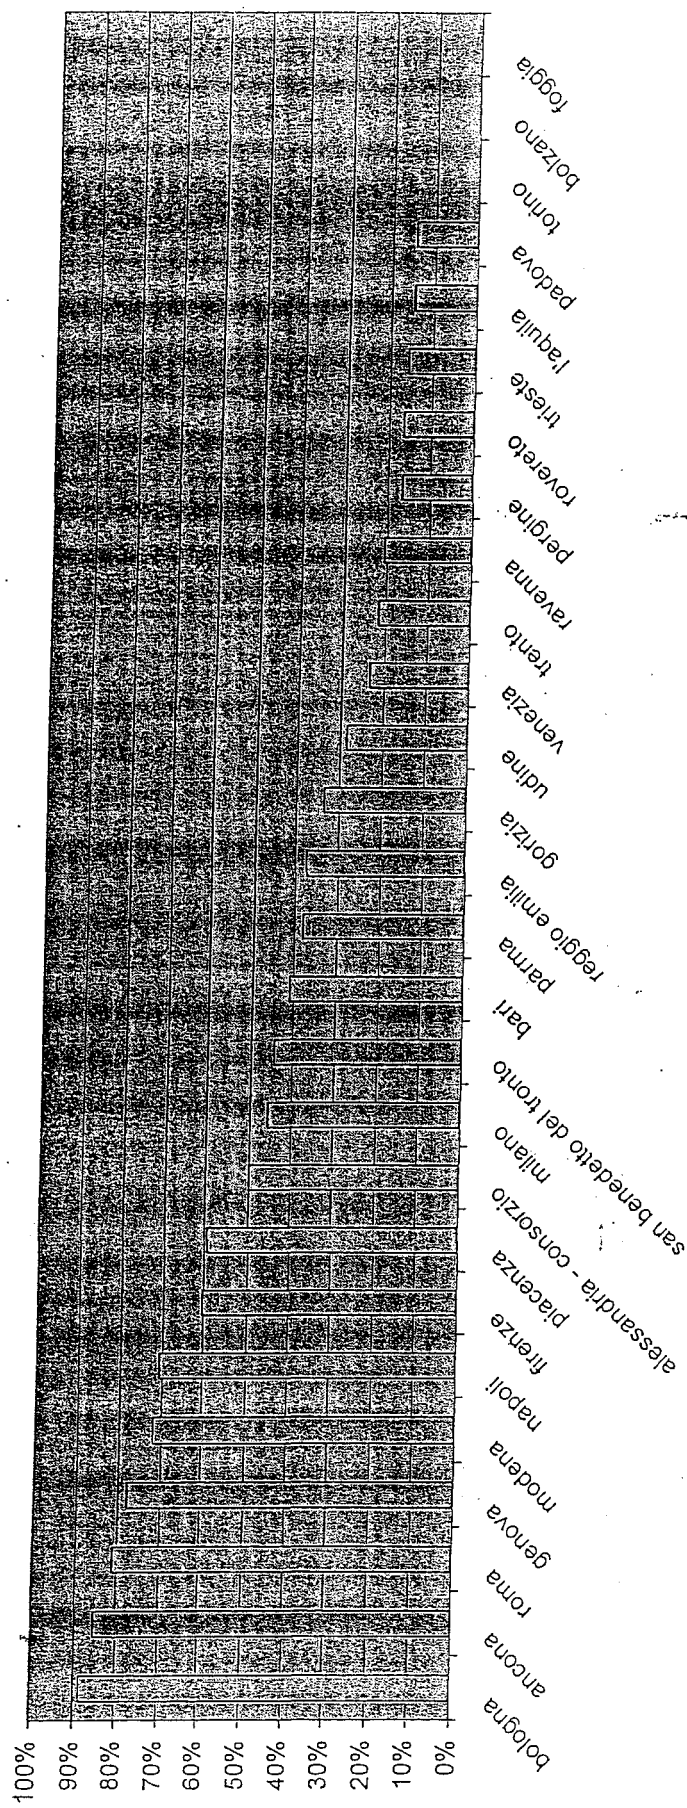 100%
90%
80%
70%
60%
50%
40%
30%
20%
10%
0%
bologna
ancona
roma
genova
modena
napoli
firenze
piacenza
alessandria - consorzio
milano
san benedetto del tronto
bari
parma
reggio emilia
gorizia
udine
venezia
trento
ravenna
pergine
rovereto
trieste
l'aquila
padova
torino
bolzano
foggia